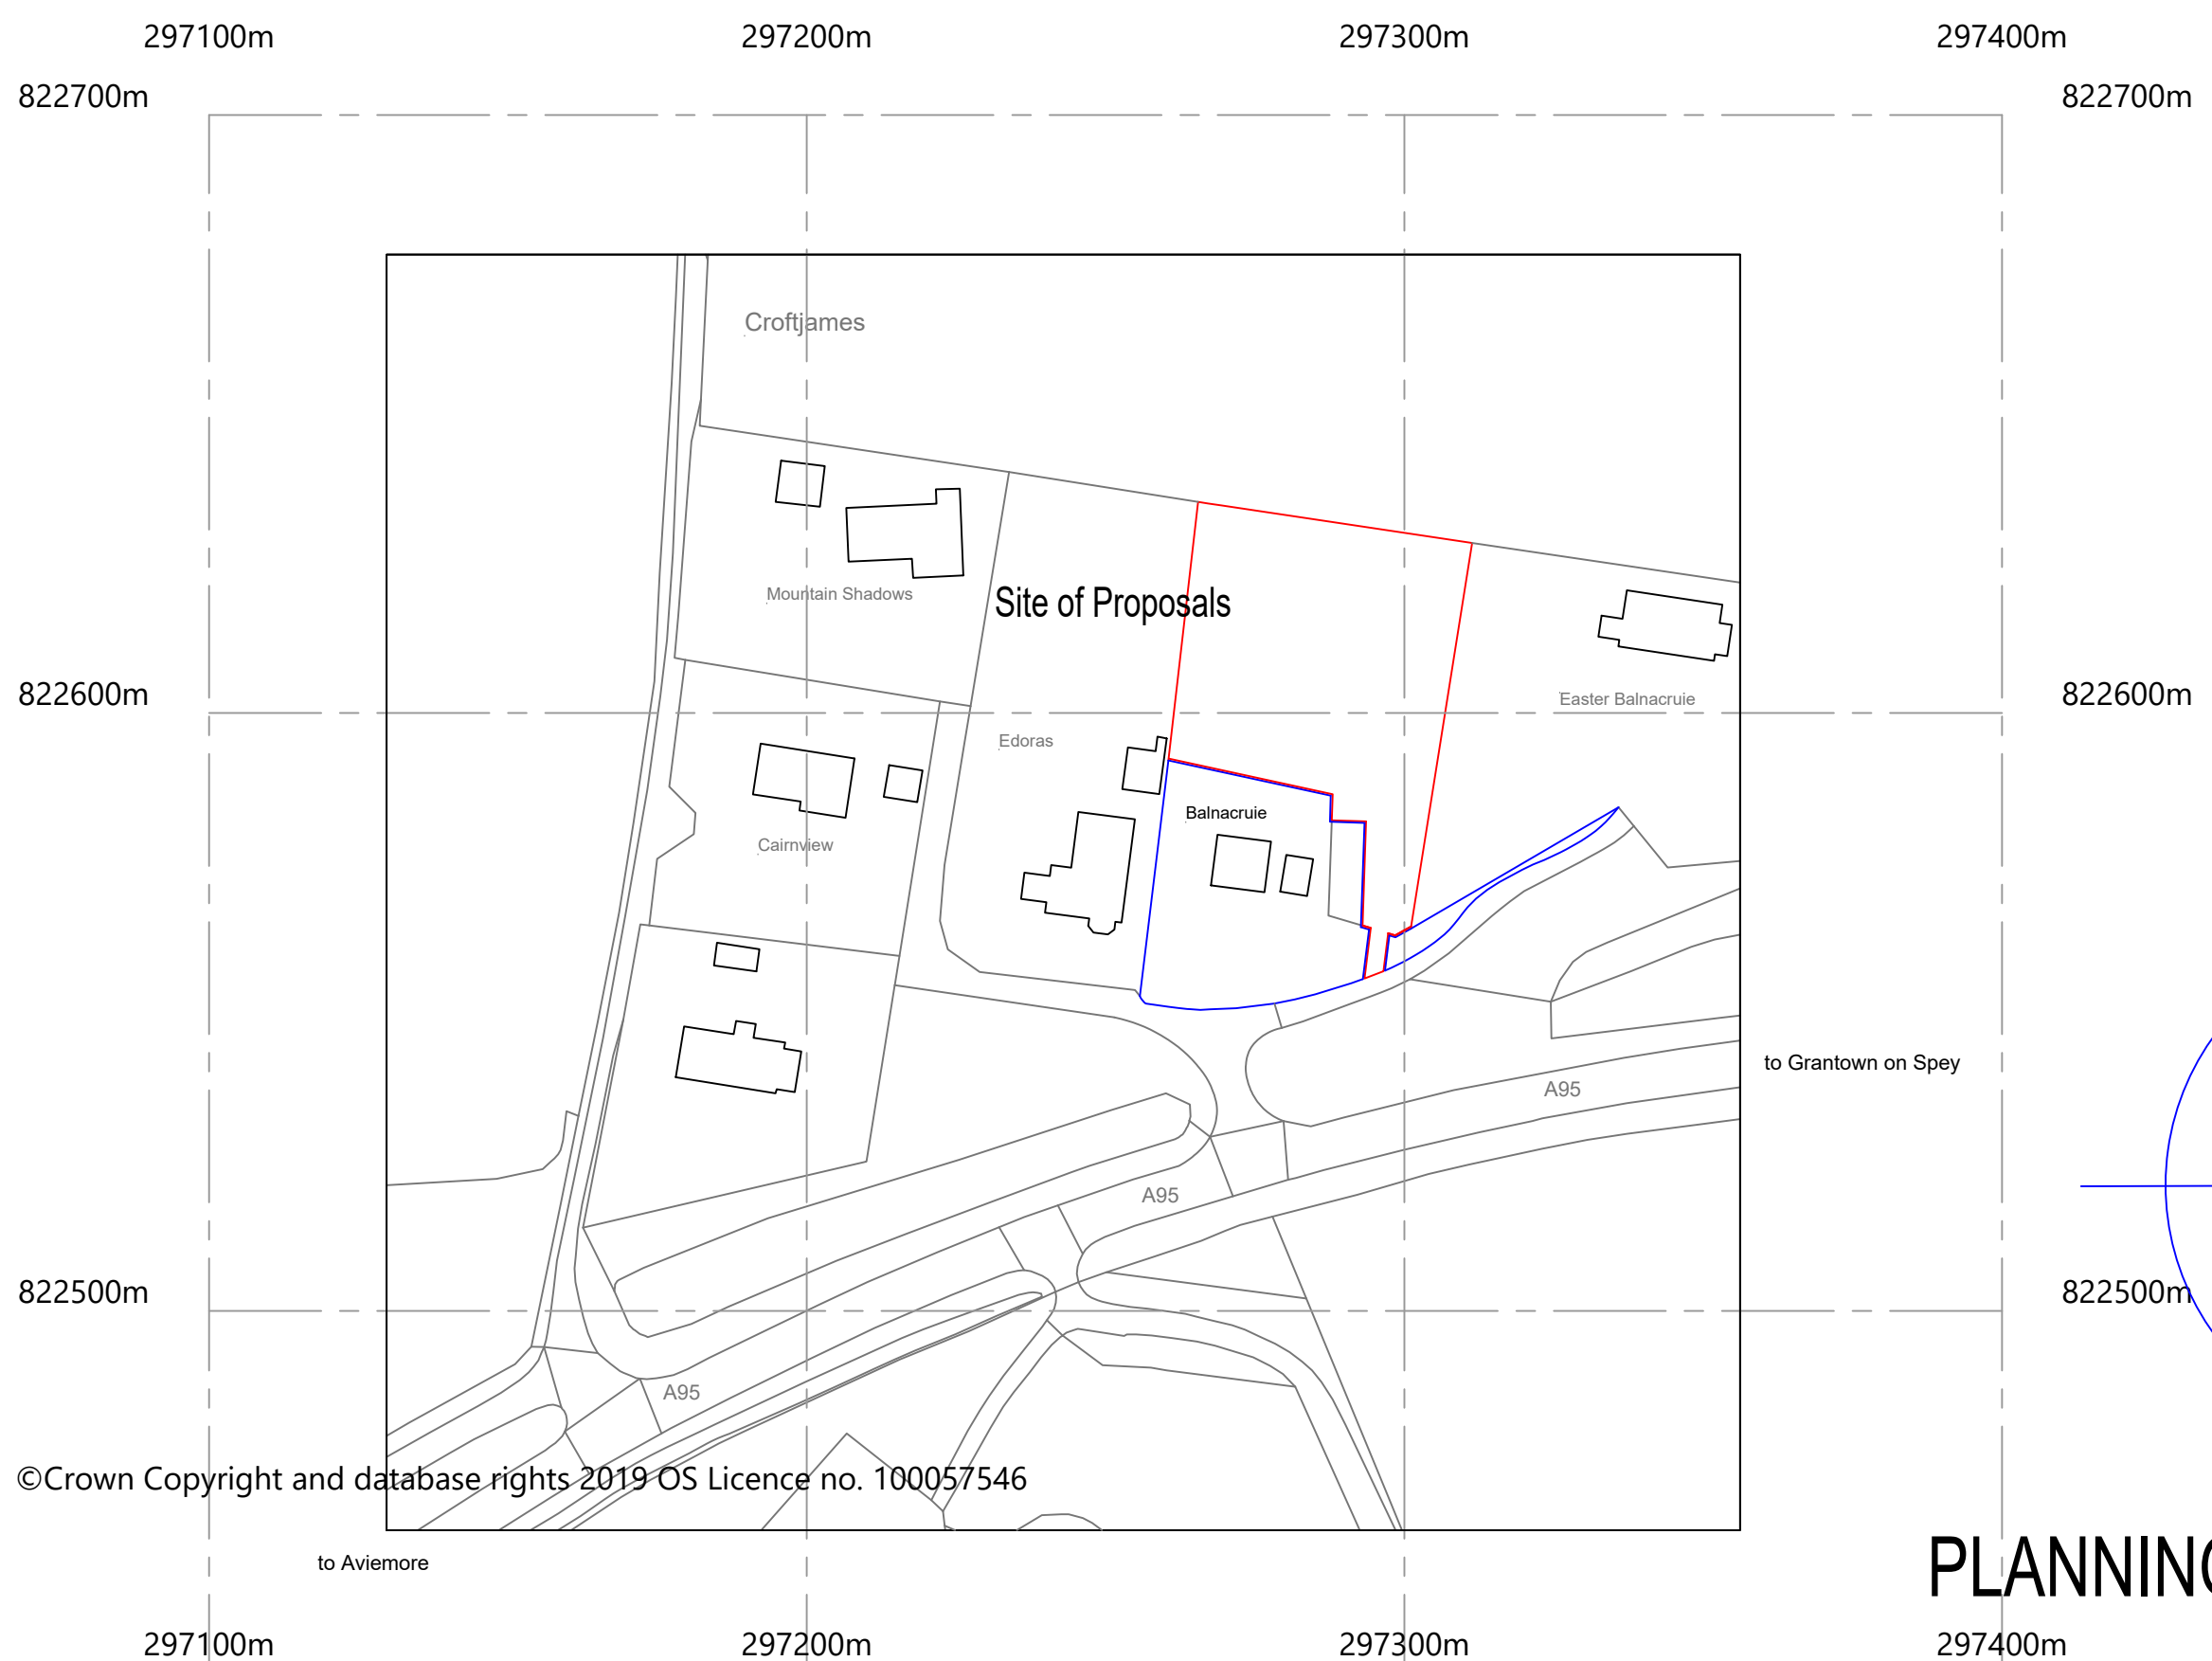 297100m 297200m 297300m 297400m
822700m 822700m
Croftjames
Mountain Shadows
Site of Proposals
822600m 822600m
Easter Balnacruie
Edoras
Balnacruie
Cairnview
to Grantown on Spey
A95
A95
822500m 822500m
A95
©Crown Copyright and database rights 2019 OS Licence no. 100057546
to Aviemore
PLANNING
297100m 297200m 297300m 297400m